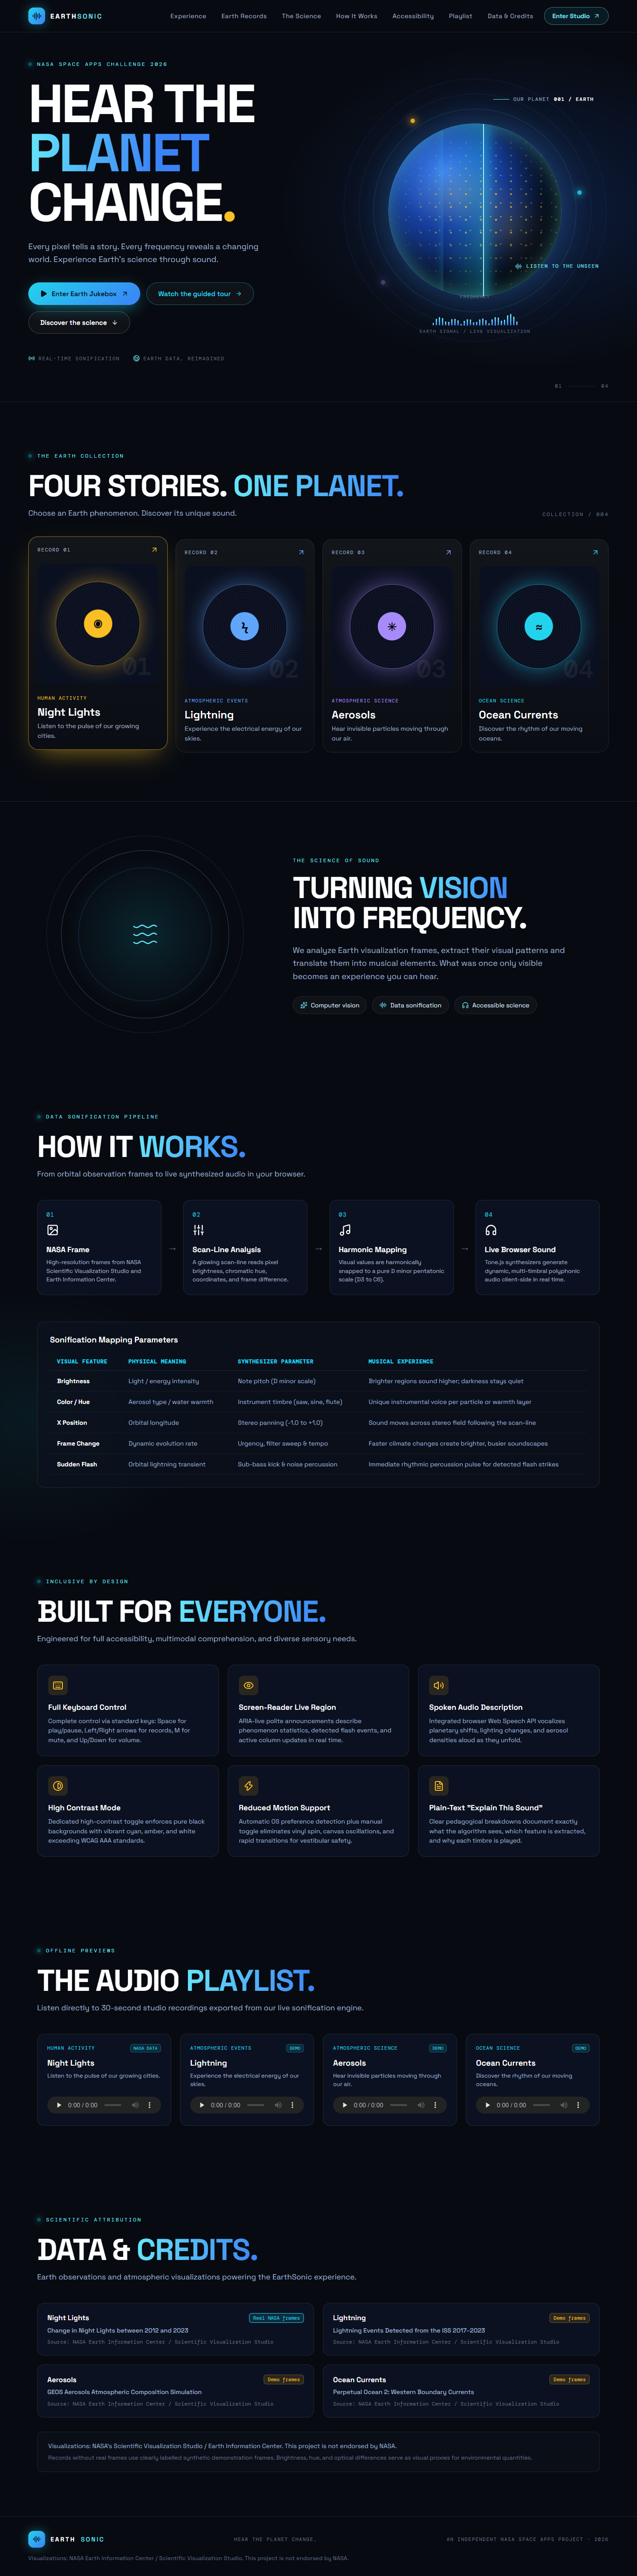 EARTHSONIC
Experience
Earth Records
The Science
How It Works
Accessibility
Playlist
Data & Credits
Enter Studio
NASA SPACE APPS CHALLENGE 2026
HEAR THE
PLANET
CHANGE.
Every pixel tells a story. Every frequency reveals a changing
world. Experience Earth's science through sound.
Enter Earth Jukebox
Watch the guided tour
Discover the science
REAL-TIME SONIFICATION
EARTH DATA, REIMAGINED
OUR PLANET 001 / EARTH
LISTEN TO THE UNSEEN
FREQUENCY
EARTH SIGNAL / LIVE VISUALIZATION
01
04
THE EARTH COLLECTION
FOUR STORIES. ONE PLANET.
Choose an Earth phenomenon. Discover its unique sound.
COLLECTION / 004
RECORD 01
01
HUMAN ACTIVITY
Night Lights
Listen to the pulse of our growing
cities.
RECORD 02
02
ATMOSPHERIC EVENTS
Lightning
Experience the electrical energy of our
skies.
RECORD 03
03
ATMOSPHERIC SCIENCE
Aerosols
Hear invisible particles moving through
our air.
RECORD 04
04
OCEAN SCIENCE
Ocean Currents
Discover the rhythm of our moving
oceans.
THE SCIENCE OF SOUND
TURNING VISION
INTO FREQUENCY.
We analyze Earth visualization frames, extract their visual patterns and
translate them into musical elements. What was once only visible
becomes an experience you can hear.
Computer vision
Data sonification
Accessible science
DATA SONIFICATION PIPELINE
HOW IT WORKS.
From orbital observation frames to live synthesized audio in your browser.
01
NASA Frame
High-resolution frames from NASA
Scientific Visualization Studio and
Earth Information Center.
→
02
Scan-Line Analysis
A glowing scan-line reads pixel
brightness, chromatic hue,
coordinates, and frame difference.
→
03
Harmonic Mapping
Visual values are harmonically
snapped to a pure D minor pentatonic
scale (D3 to C6).
→
04
Live Browser Sound
Tone.js synthesizers generate
dynamic, multi-timbral polyphonic
audio client-side in real time.
Sonification Mapping Parameters
VISUAL FEATURE PHYSICAL MEANING SYNTHESIZER PARAMETER MUSICAL EXPERIENCE
Brightness Light / energy intensity Note pitch (D minor scale) Brighter regions sound higher; darkness stays quiet
Color / Hue Aerosol type / water warmth Instrument timbre (saw, sine, flute) Unique instrumental voice per particle or warmth layer
X Position Orbital longitude Stereo panning (-1.0 to +1.0) Sound moves across stereo field following the scan-line
Frame Change Dynamic evolution rate Urgency, filter sweep & tempo Faster climate changes create brighter, busier soundscapes
Sudden Flash Orbital lightning transient Sub-bass kick & noise percussion Immediate rhythmic percussion pulse for detected flash strikes
INCLUSIVE BY DESIGN
BUILT FOR EVERYONE.
Engineered for full accessibility, multimodal comprehension, and diverse sensory needs.
Full Keyboard Control
Complete control via standard keys: Space for
play/pause, Left/Right arrows for records, M for
mute, and Up/Down for volume.
Screen-Reader Live Region
ARIA-live polite announcements describe
phenomenon statistics, detected flash events, and
active column updates in real time.
Spoken Audio Description
Integrated browser Web Speech API vocalizes
planetary shifts, lighting changes, and aerosol
densities aloud as they unfold.
High Contrast Mode
Dedicated high-contrast toggle enforces pure black
backgrounds with vibrant cyan, amber, and white
exceeding WCAG AAA standards.
Reduced Motion Support
Automatic OS preference detection plus manual
toggle eliminates vinyl spin, canvas oscillations, and
rapid transitions for vestibular safety.
Plain-Text "Explain This Sound"
Clear pedagogical breakdowns document exactly
what the algorithm sees, which feature is extracted,
and why each timbre is played.
OFFLINE PREVIEWS
THE AUDIO PLAYLIST.
Listen directly to 30-second studio recordings exported from our live sonification engine.
HUMAN ACTIVITY
NASA DATA
Night Lights
Listen to the pulse of our growing cities.
0:00 / 0:00
ATMOSPHERIC EVENTS
DEMO
Lightning
Experience the electrical energy of our
skies.
0:00 / 0:00
ATMOSPHERIC SCIENCE
DEMO
Aerosols
Hear invisible particles moving through
our air.
0:00 / 0:00
OCEAN SCIENCE
DEMO
Ocean Currents
Discover the rhythm of our moving
oceans.
0:00 / 0:00
SCIENTIFIC ATTRIBUTION
DATA & CREDITS.
Earth observations and atmospheric visualizations powering the EarthSonic experience.
Night Lights
Real NASA frames
Change in Night Lights between 2012 and 2023
Source: NASA Earth Information Center / Scientific Visualization Studio
Lightning
Demo frames
Lightning Events Detected from the ISS 2017–2023
Source: NASA Earth Information Center / Scientific Visualization Studio
Aerosols
Demo frames
GEOS Aerosols Atmospheric Composition Simulation
Source: NASA Earth Information Center / Scientific Visualization Studio
Ocean Currents
Demo frames
Perpetual Ocean 2: Western Boundary Currents
Source: NASA Earth Information Center / Scientific Visualization Studio
Visualizations: NASA's Scientific Visualization Studio / Earth Information Center. This project is not endorsed by NASA.
Records without real frames use clearly labelled synthetic demonstration frames. Brightness, hue, and optical differences serve as visual proxies for environmental quantities.
EARTH SONIC
HEAR THE PLANET CHANGE.
AN INDEPENDENT NASA SPACE APPS PROJECT · 2026
Visualizations: NASA Earth Information Center / Scientific Visualization Studio. This project is not endorsed by NASA.